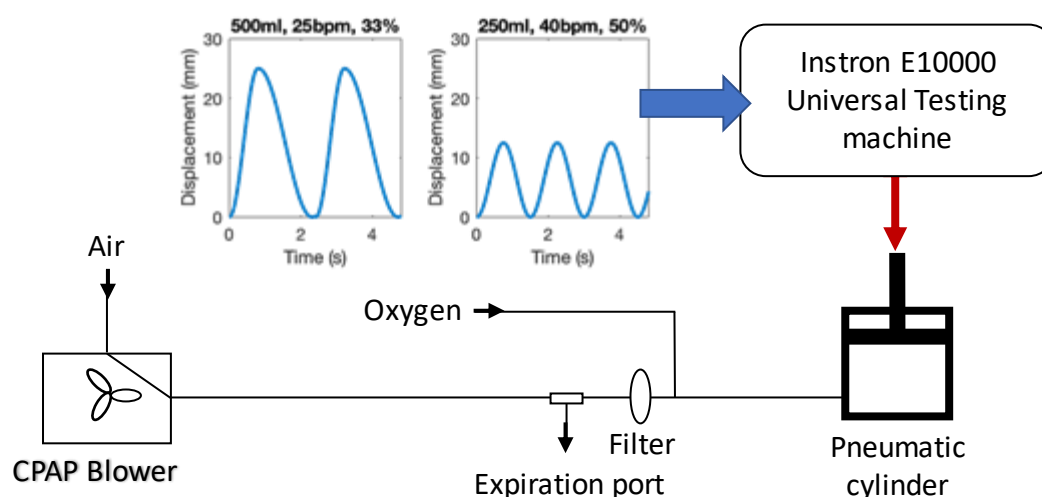 500ml, 25bpm, 33%
30
20
10
0
0
2
4
Displacement (mm)
Time (s)
250ml, 40bpm, 50%
30
20
10
0
0
2
4
Displacement (mm)
Time (s)
Instron E10000
Universal Testing
machine
Air
Oxygen
CPAP Blower
Expiration port
Filter
Pneumatic
cylinder